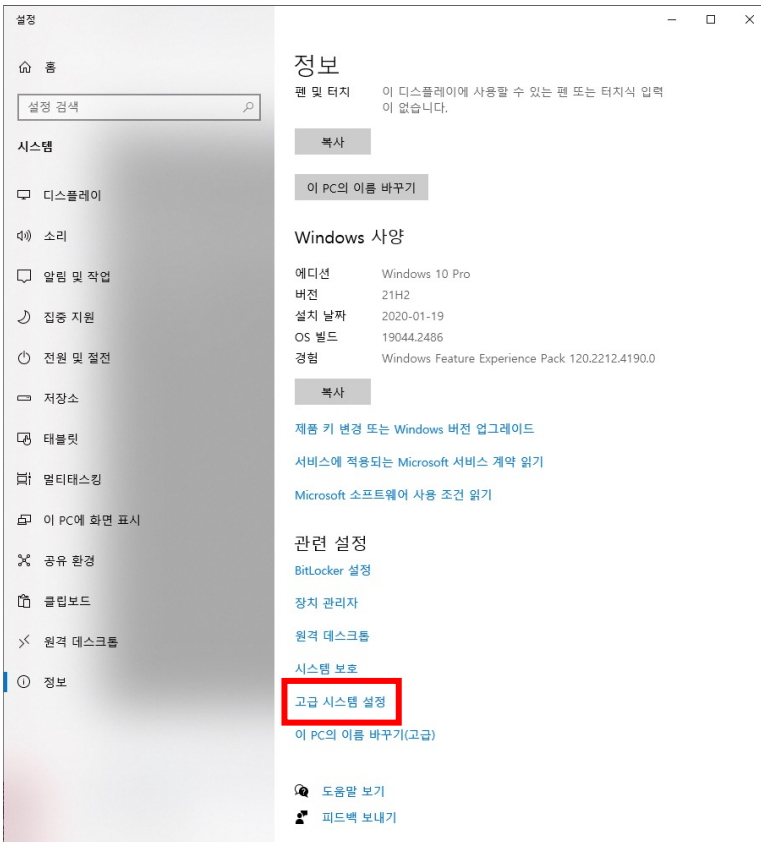 설정
홈
설정 검색
시스템
디스플레이
소리
알림 및 작업
집중 지원
전원 및 절전
저장소
태블릿
멀티태스킹
이 PC에 화면 표시
공유 환경
클립보드
원격 데스크톱
정보
정보
펜 및 터치 이 디스플레이에 사용할 수 있는 펜 또는 터치식 입력
이 없습니다.
복사
이 PC의 이름 바꾸기
Windows 사양
에디션 Windows 10 Pro
버전 21H2
설치 날짜 2020-01-19
OS 빌드 19044.2486
경험 Windows Feature Experience Pack 120.2212.4190.0
복사
제품 키 변경 또는 Windows 버전 업그레이드
서비스에 적용되는 Microsoft 서비스 계약 읽기
Microsoft 소프트웨어 사용 조건 읽기
관련 설정
BitLocker 설정
장치 관리자
원격 데스크톱
시스템 보호
고급 시스템 설정
이 PC의 이름 바꾸기(고급)
도움말 보기
피드백 보내기